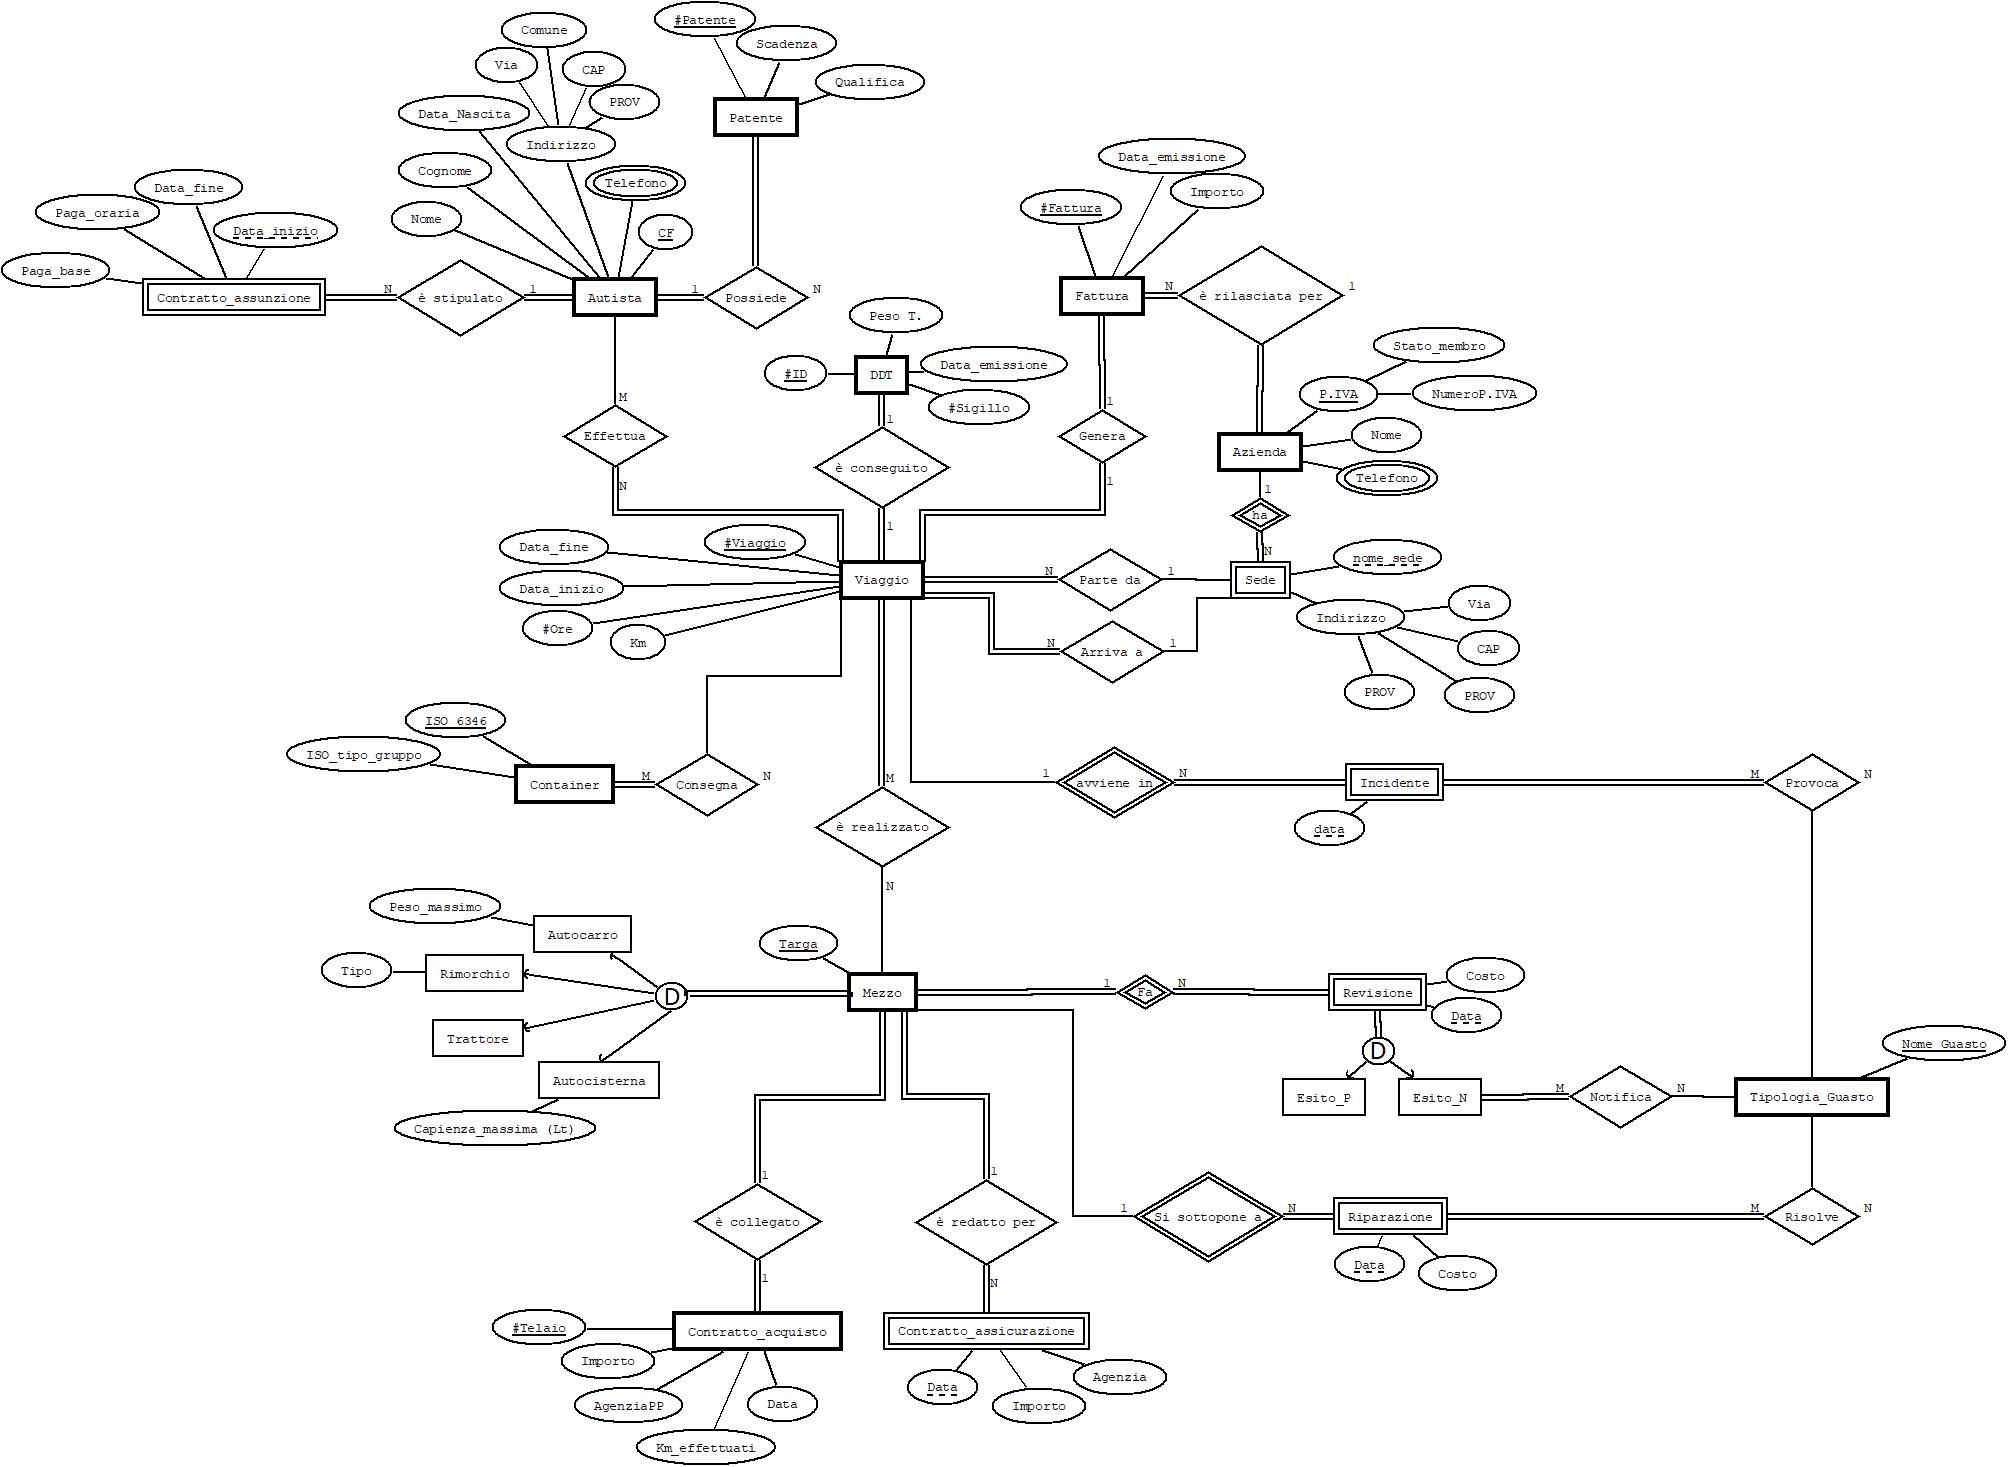 #Patente
Comune
Scadenza
Via
CAP
Qualifica
PROV
Data_Nascita
Patente
Indirizzo
Data_emissione
Cognome
Telefono
Data_fine
Importo
Paga_oraria
#Fattura
Nome
Data_inizio
CF
Paga_base
Contratto_assunzione
N
è stipulato
1
Autista
1
Possiede
N
Fattura
N
è rilasciata per
1
Peso T.
Stato_membro
#ID
DDT
Data_emissione
P.IVA
NumeroP.IVA
M
1
#Sigillo
1
Effettua
Genera
Nome
Azienda
è conseguito
Telefono
N
1
1
1
ha
Data_fine
#Viaggio
N
nome_sede
Data_inizio
Viaggio
N
Parte da
1
Sede
#Ore
Km
N
Arriva a
1
Indirizzo
Via
CAP
PROV
PROV
ISO 6346
ISO_tipo_gruppo
Container
M
Consegna
N
M
1
avviene in
N
Incidente
M
Provoca
N
è realizzato
data
N
Peso_massimo
Autocarro
Targa
Tipo
Rimorchio
D
Mezzo
1
Fa
N
Revisione
Costo
Data
Trattore
D
Nome Guasto
Autocisterna
Esito_P
Esito_N
M
Notifica
N
Tipologia_Guasto
Capienza_massima (Lt)
1
1
è collegato
è redatto per
1
Si sottopone a
N
Riparazione
M
Risolve
N
1
N
Data
Costo
#Telaio
Contratto_acquisto
Contratto_assicurazione
Importo
AgenziaPP
Data
Data
Importo
Agenzia
Km_effettuati